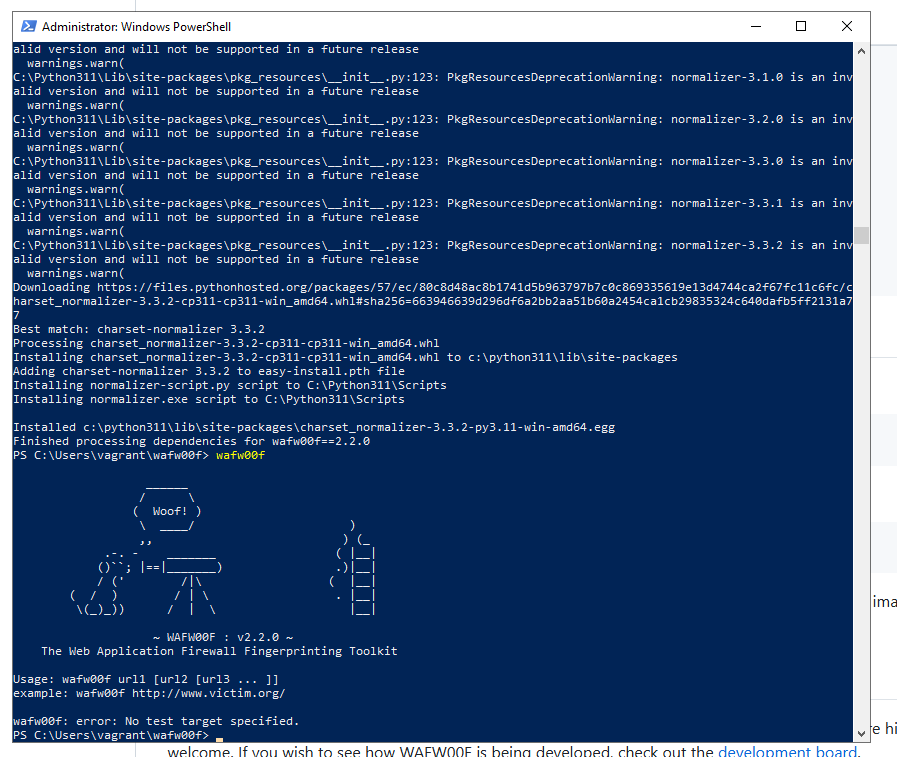 Administrator: Windows PowerShell
alid version and will not be supported in a future release
  warnings.warn(
C:\Python311\Lib\site-packages\pkg_resources\__init__.py:123: PkgResourcesDeprecationWarning: normalizer-3.1.0 is an inv
alid version and will not be supported in a future release
  warnings.warn(
C:\Python311\Lib\site-packages\pkg_resources\__init__.py:123: PkgResourcesDeprecationWarning: normalizer-3.2.0 is an inv
alid version and will not be supported in a future release
  warnings.warn(
C:\Python311\Lib\site-packages\pkg_resources\__init__.py:123: PkgResourcesDeprecationWarning: normalizer-3.3.0 is an inv
alid version and will not be supported in a future release
  warnings.warn(
C:\Python311\Lib\site-packages\pkg_resources\__init__.py:123: PkgResourcesDeprecationWarning: normalizer-3.3.1 is an inv
alid version and will not be supported in a future release
  warnings.warn(
C:\Python311\Lib\site-packages\pkg_resources\__init__.py:123: PkgResourcesDeprecationWarning: normalizer-3.3.2 is an inv
alid version and will not be supported in a future release
  warnings.warn(
Downloading https://files.pythonhosted.org/packages/57/ec/80c8d48ac8b1741d5b963797b7c0c869335619e13d4744ca2f67fc11c6fc/c
harset_normalizer-3.3.2-cp311-cp311-win_amd64.whl#sha256=663946639d296df6a2bb2aa51b60a2454ca1cb29835324c640dafb5ff2131a7
7
Best match: charset-normalizer 3.3.2
Processing charset_normalizer-3.3.2-cp311-cp311-win_amd64.whl
Installing charset_normalizer-3.3.2-cp311-cp311-win_amd64.whl to c:\python311\lib\site-packages
Adding charset-normalizer 3.3.2 to easy-install.pth file
Installing normalizer-script.py script to C:\Python311\Scripts
Installing normalizer.exe script to C:\Python311\Scripts
Installed c:\python311\lib\site-packages\charset_normalizer-3.3.2-py3.11-win-amd64.egg
Finished processing dependencies for wafw00f==2.2.0
PS C:\Users\vagrant\wafw00f> wafw00f
Woof!
~ WAFW00F : v2.2.0 ~
The Web Application Firewall Fingerprinting Toolkit
Usage: wafw00f url1 [url2 [url3 ... ]]
example: wafw00f http://www.victim.org/
wafw00f: error: No test target specified.
PS C:\Users\vagrant\wafw00f>
ima
re hi
welcome. If you wish to see how WAFW00F is being developed, check out the development board.